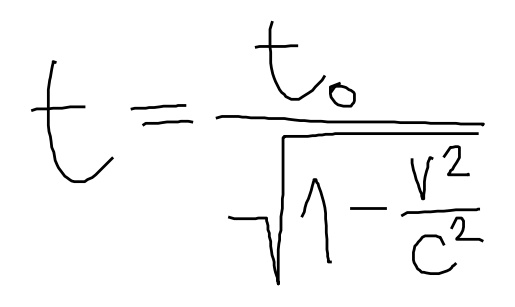 t = t₀ / √(1 - v²/c²)